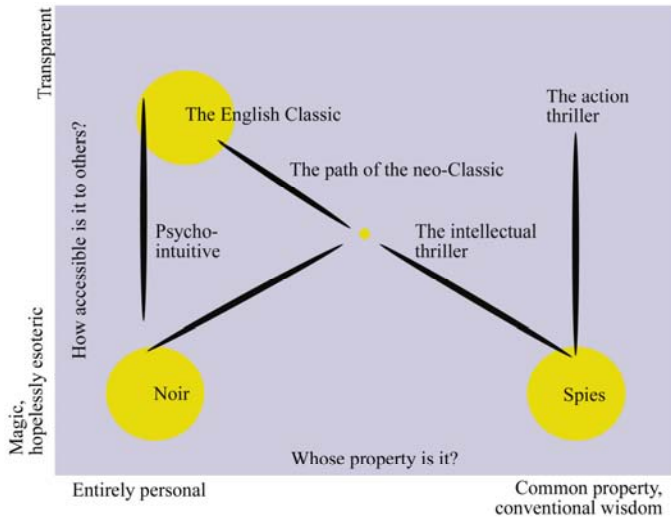 Transparent
How accessible is it to others?
Magic,
hopelessly esoteric
The English Classic
The action
thriller
The path of the neo-Classic
Psycho-
intuitive
The intellectual
thriller
Noir
Spies
Whose property is it?
Entirely personal
Common property,
conventional wisdom